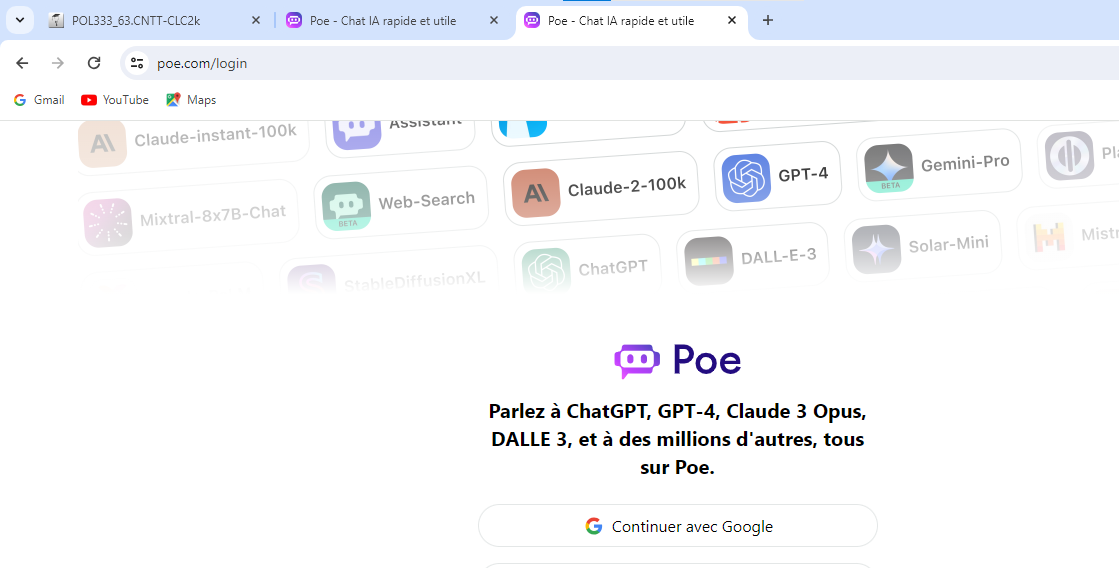 POL333_63.CNTT-CLC2k
Poe - Chat IA rapide et utile
Poe - Chat IA rapide et utile
poe.com/login
Gmail
YouTube
Maps
Claude-instant-100k
Assistant
Claude-2-100k
GPT-4
Gemini-Pro
BETA
Mixtral-8x7B-Chat
Web-Search
BETA
StableDiffusionXL
ChatGPT
DALL-E-3
Solar-Mini
Poe
Parlez à ChatGPT, GPT-4, Claude 3 Opus,
DALLE 3, et à des millions d'autres, tous
sur Poe.
Continuer avec Google